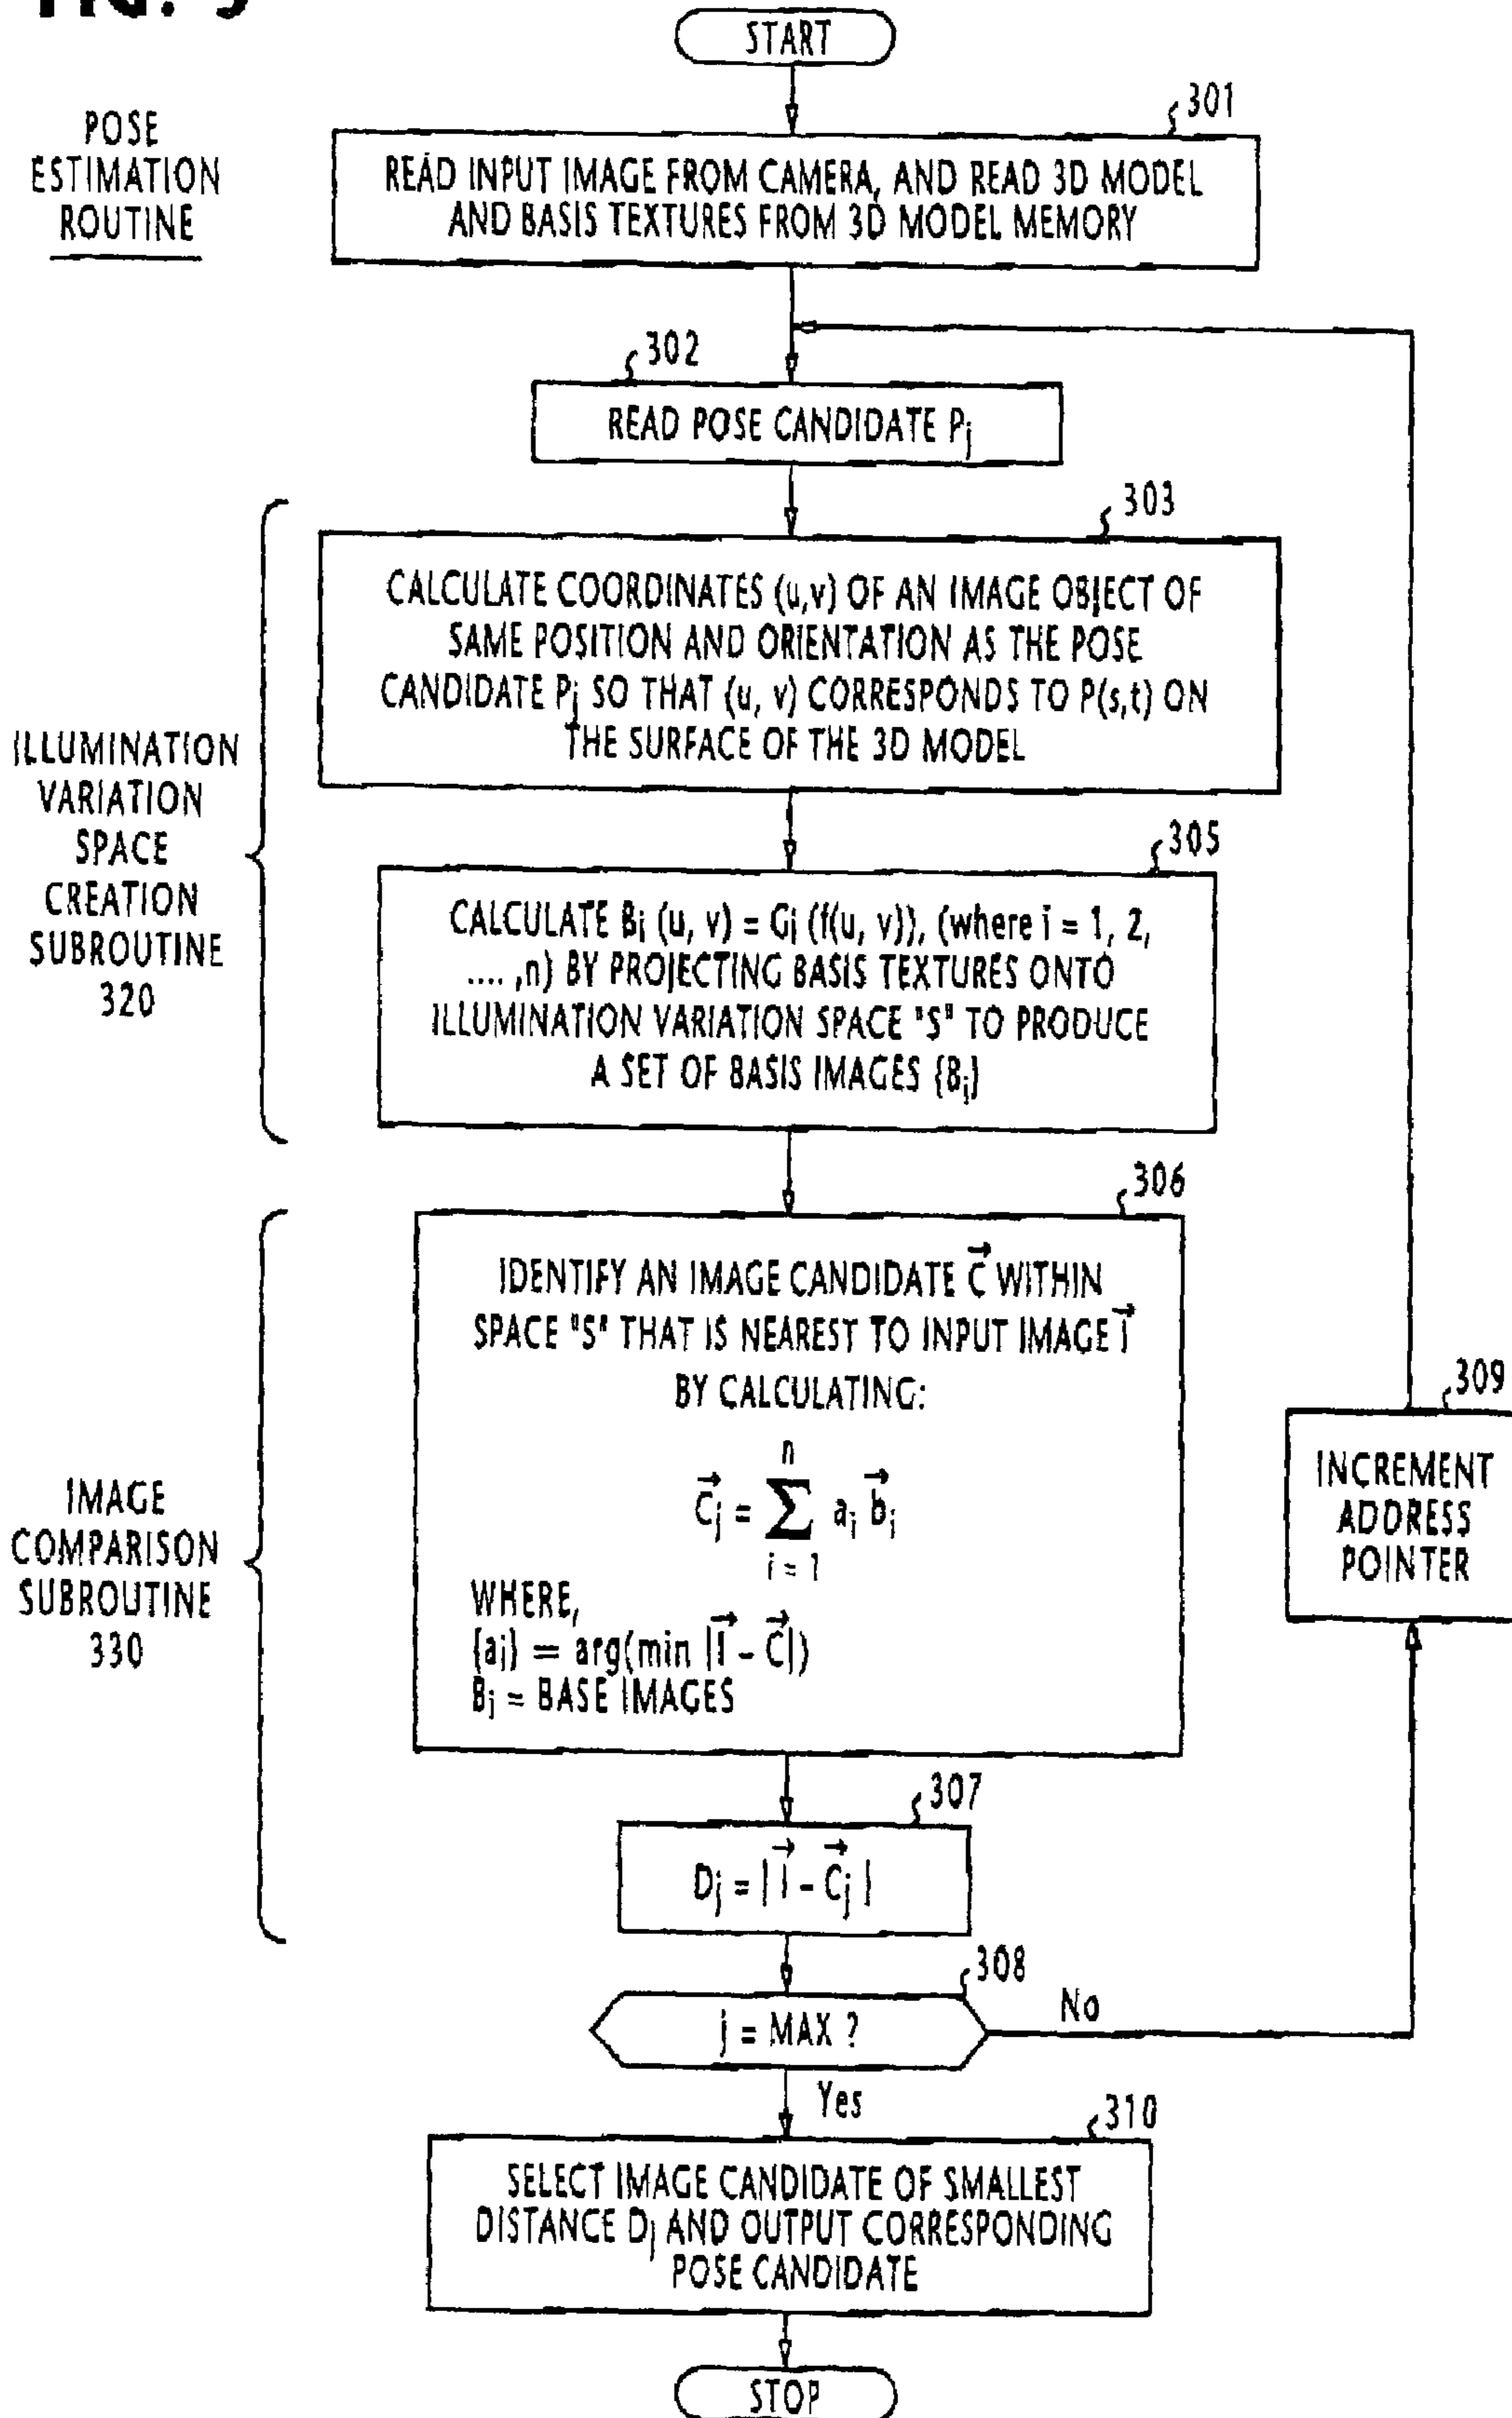 START
POSE
ESTIMATION
ROUTINE
301
READ INPUT IMAGE FROM CAMERA, AND READ 3D MODEL
AND BASIS TEXTURES FROM 3D MODEL MEMORY
302
READ POSE CANDIDATE Pj
303
CALCULATE COORDINATES (u,v) OF AN IMAGE OBJECT OF
SAME POSITION AND ORIENTATION AS THE POSE
CANDIDATE Pj SO THAT (u, v) CORRESPONDS TO P(s,t) ON
THE SURFACE OF THE 3D MODEL
ILLUMINATION
VARIATION
SPACE
CREATION
SUBROUTINE
320
305
CALCULATE Bi (u, v) = Gi (f(u, v)), (where i = 1, 2,
.... ,n) BY PROJECTING BASIS TEXTURES ONTO
ILLUMINATION VARIATION SPACE "S" TO PRODUCE
A SET OF BASIS IMAGES {Bi}
306
IDENTIFY AN IMAGE CANDIDATE C⃗ WITHIN
SPACE "S" THAT IS NEAREST TO INPUT IMAGE I⃗
BY CALCULATING:
n
C⃗j = Σ ai b⃗i
i = 1
WHERE,
{ai} = arg(min |I⃗ - C⃗|)
Bj = BASE IMAGES
IMAGE
COMPARISON
SUBROUTINE
330
309
INCREMENT
ADDRESS
POINTER
307
Dj = | I⃗ - C⃗j |
308
j = MAX ?
No
Yes
310
SELECT IMAGE CANDIDATE OF SMALLEST
DISTANCE Dj AND OUTPUT CORRESPONDING
POSE CANDIDATE
STOP